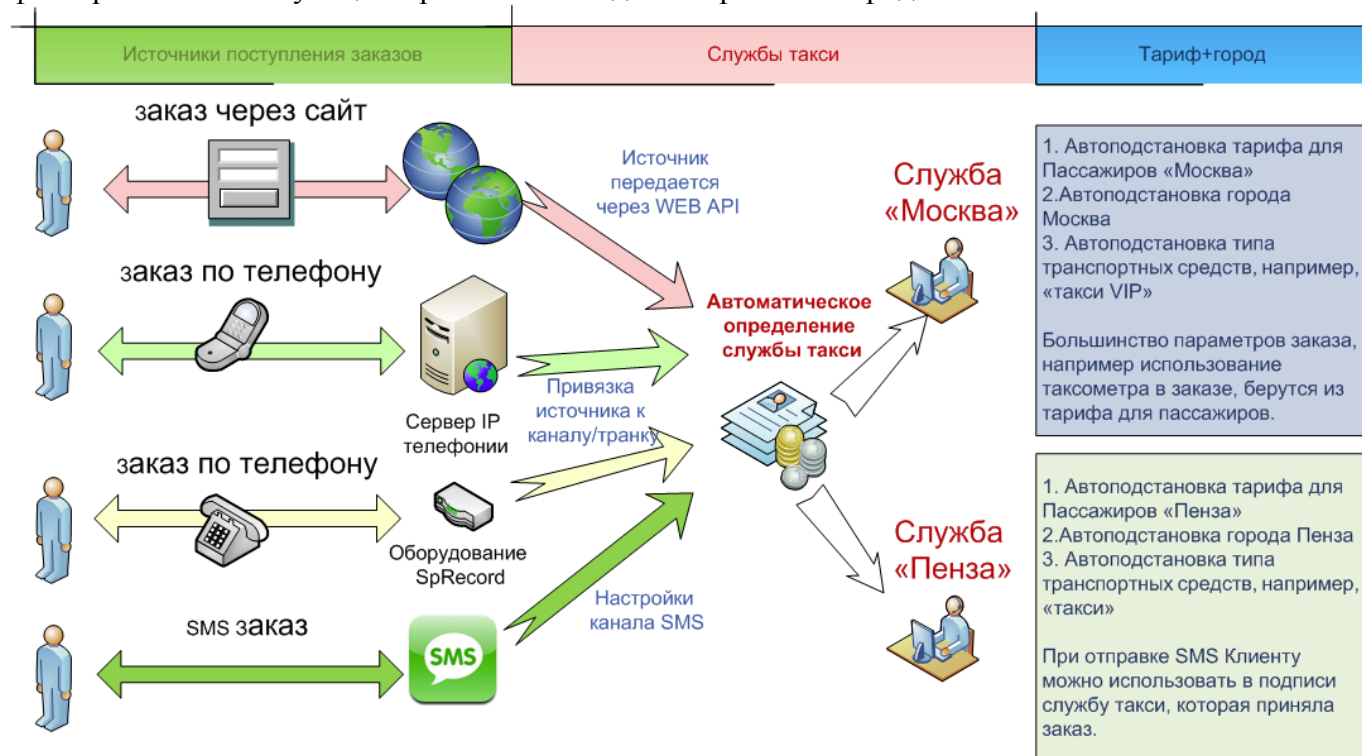 Источники поступления заказов
Службы такси
Тариф+город
заказ через сайт
Источник
передается
через WEB API
Служба
«Москва»
1. Автоподстановка тарифа для
Пассажиров «Москва»
2.Автоподстановка города
Москва
3. Автоподстановка типа
транспортных средств, например,
«такси VIP»
Большинство параметров заказа,
например использование
таксометра в заказе, берутся из
тарифа для пассажиров.
заказ по телефону
Автоматическое
определение
службы такси
Сервер IP
телефонии
Привязка
источника к
каналу/транку
заказ по телефону
Оборудование
SpRecord
Служба
«Пенза»
1. Автоподстановка тарифа для
Пассажиров «Пенза»
2.Автоподстановка города Пенза
3. Автоподстановка типа
транспортных средств, например,
«такси»
При отправке SMS Клиенту
можно использовать в подписи
службу такси, которая приняла
заказ.
SMS заказ
SMS
Настройки
канала SMS